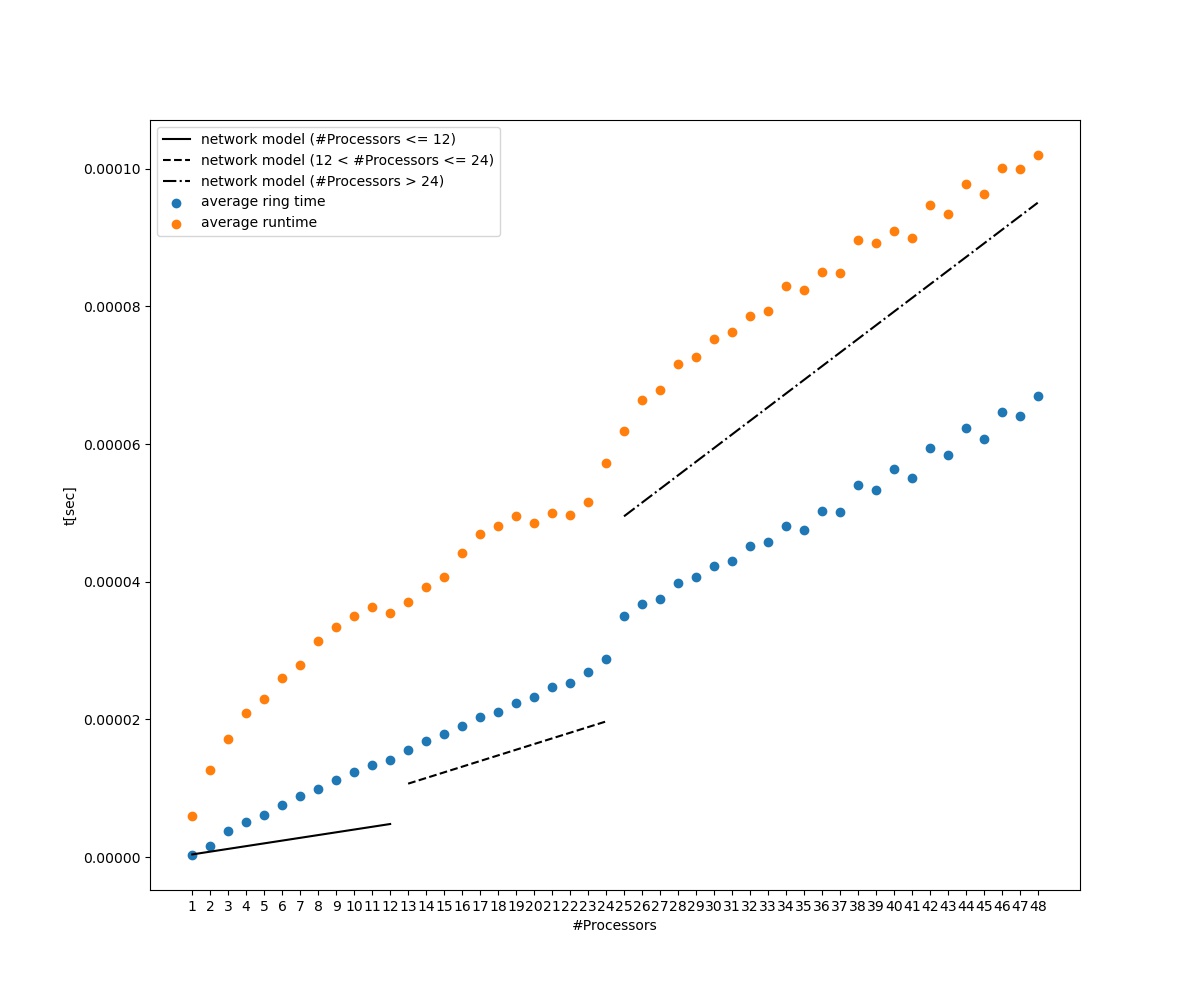 network model (#Processors <= 12)
network model (12 < #Processors <= 24)
network model (#Processors > 24)
average ring time
average runtime
0.00010
0.00008
0.00006
0.00004
0.00002
0.00000
t[sec]
1 2 3 4 5 6 7 8 9 10 11 12 13 14 15 16 17 18 19 20 21 22 23 24 25 26 27 28 29 30 31 32 33 34 35 36 37 38 39 40 41 42 43 44 45 46 47 48
#Processors